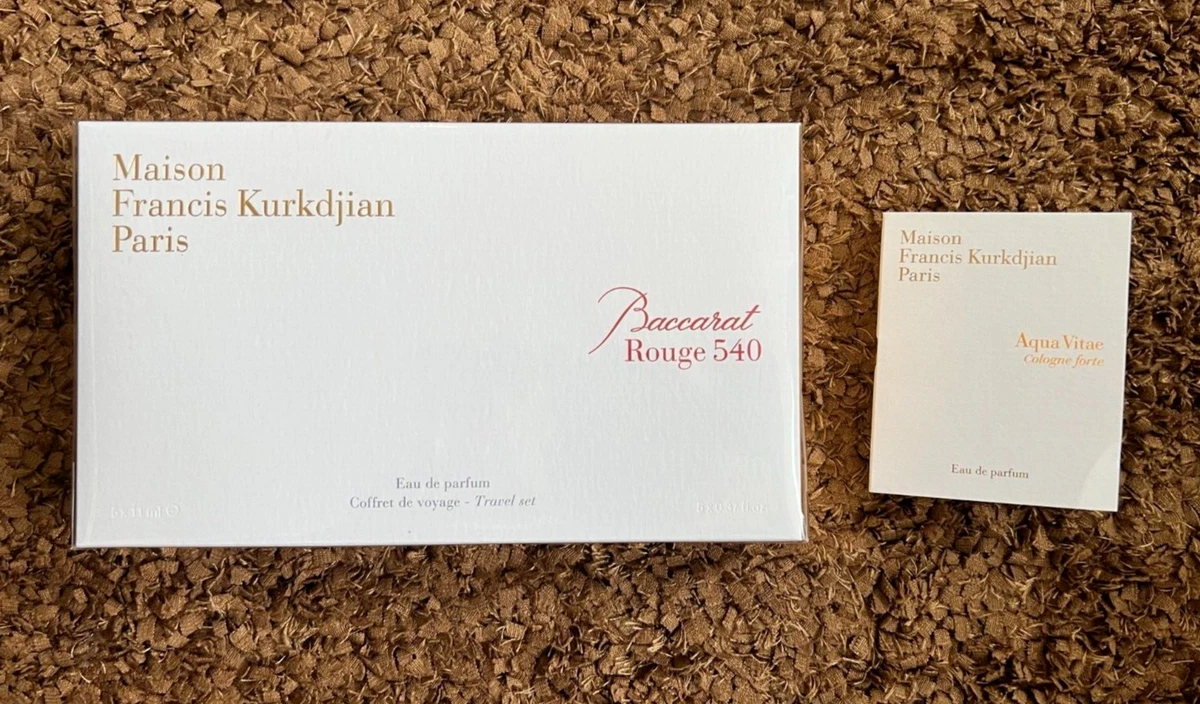 Maison
Francis Kurkdjian
Paris
Baccarat
Rouge 540
Eau de parfum
Coffret de voyage - Travel set
Maison
Francis Kurkdjian
Paris
Aqua Vitae
Cologne forte
Eau de parfum